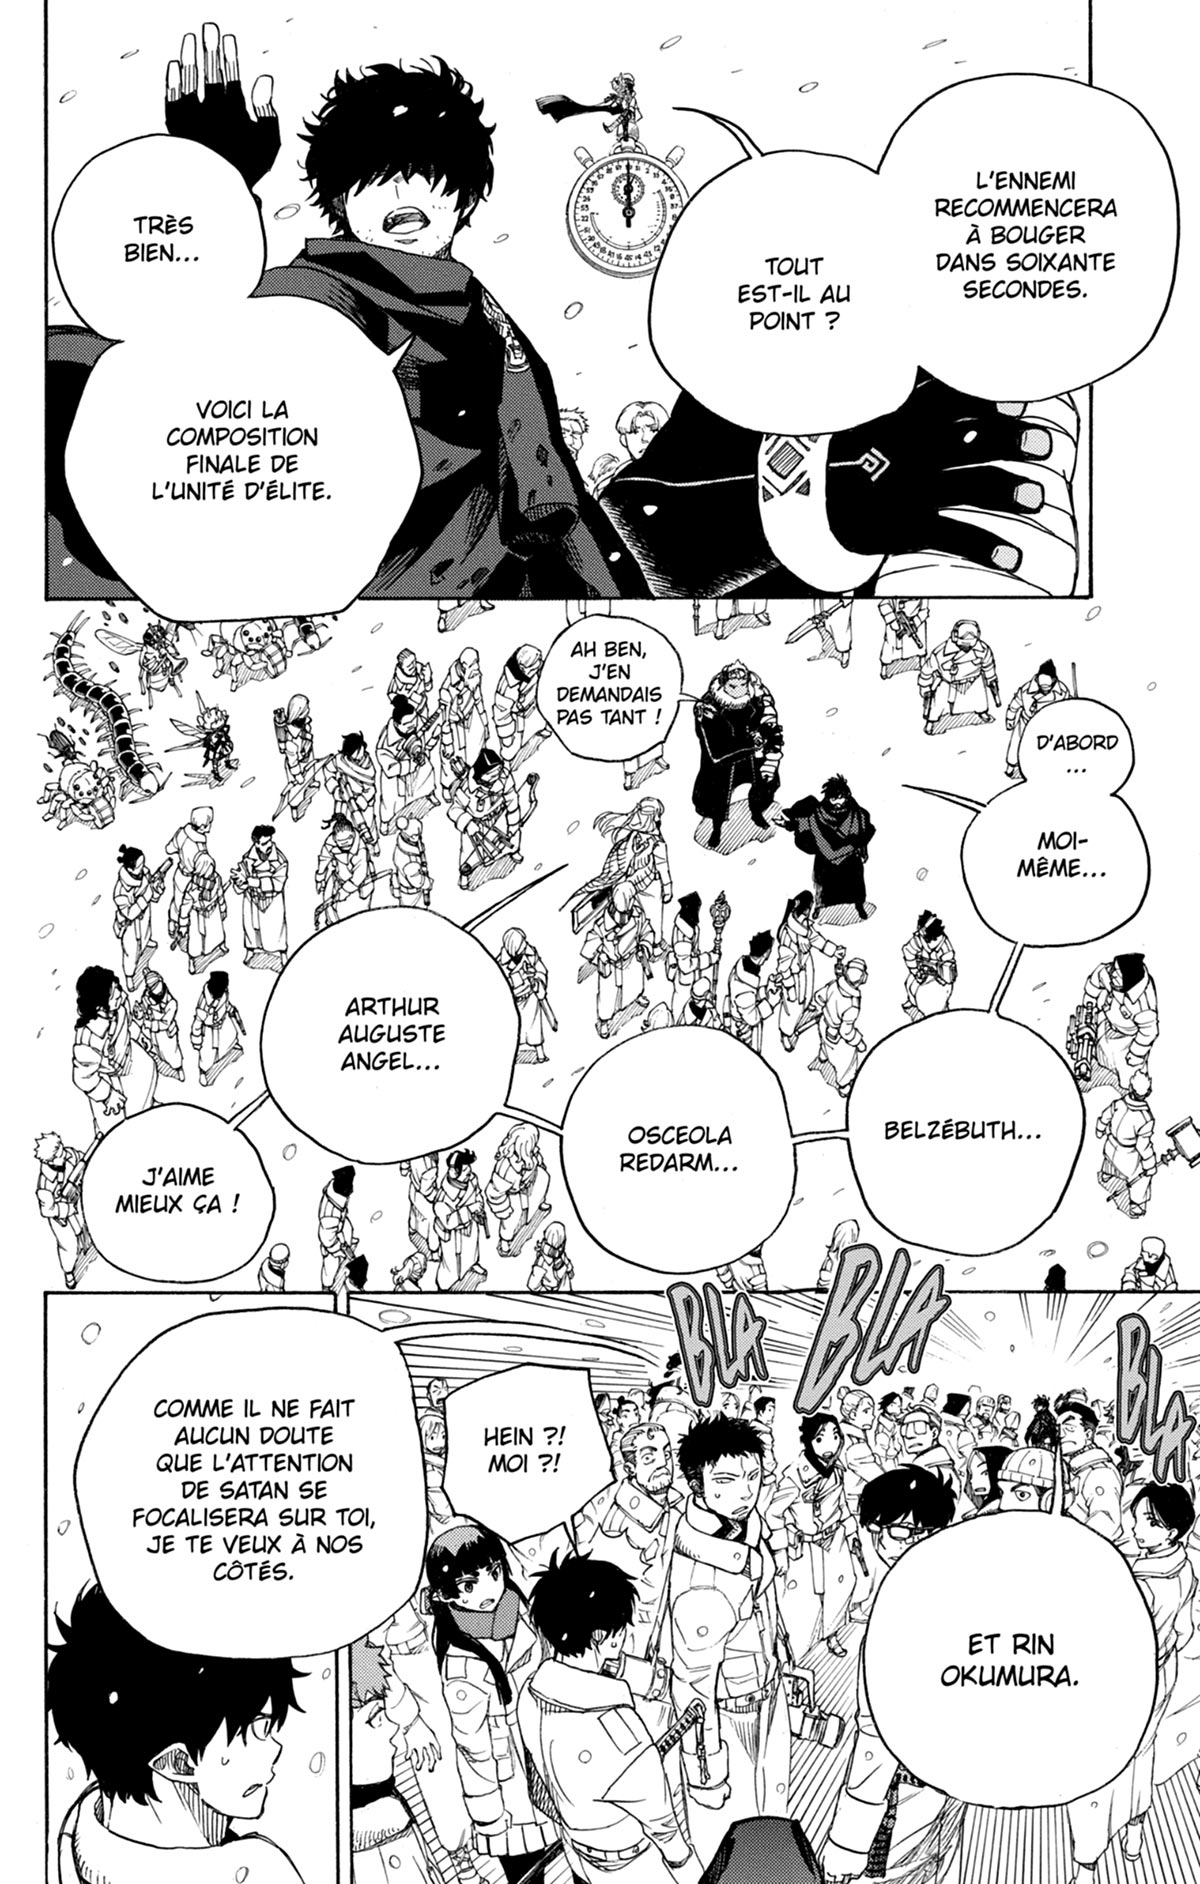 L'ENNEMI
RECOMMENCERA
À BOUGER
DANS SOIXANTE
SECONDES.
TOUT
EST-IL AU
POINT ?
TRÈS
BIEN...
VOICI LA
COMPOSITION
FINALE DE
L'UNITÉ D'ÉLITE.
D'ABORD
...
MOI-
MÊME...
AH BEN,
J'EN
DEMANDAIS
PAS TANT !
BELZÉBUTH...
OSCEOLA
REDARM...
ARTHUR
AUGUSTE
ANGEL...
J'AIME
MIEUX ÇA !
BLA
BLA
BLA
ET RIN
OKUMURA.
HEIN ?!
MOI ?!
COMME IL NE FAIT
AUCUN DOUTE
QUE L'ATTENTION
DE SATAN SE
FOCALISERA SUR TOI,
JE TE VEUX À NOS
CÔTÉS.